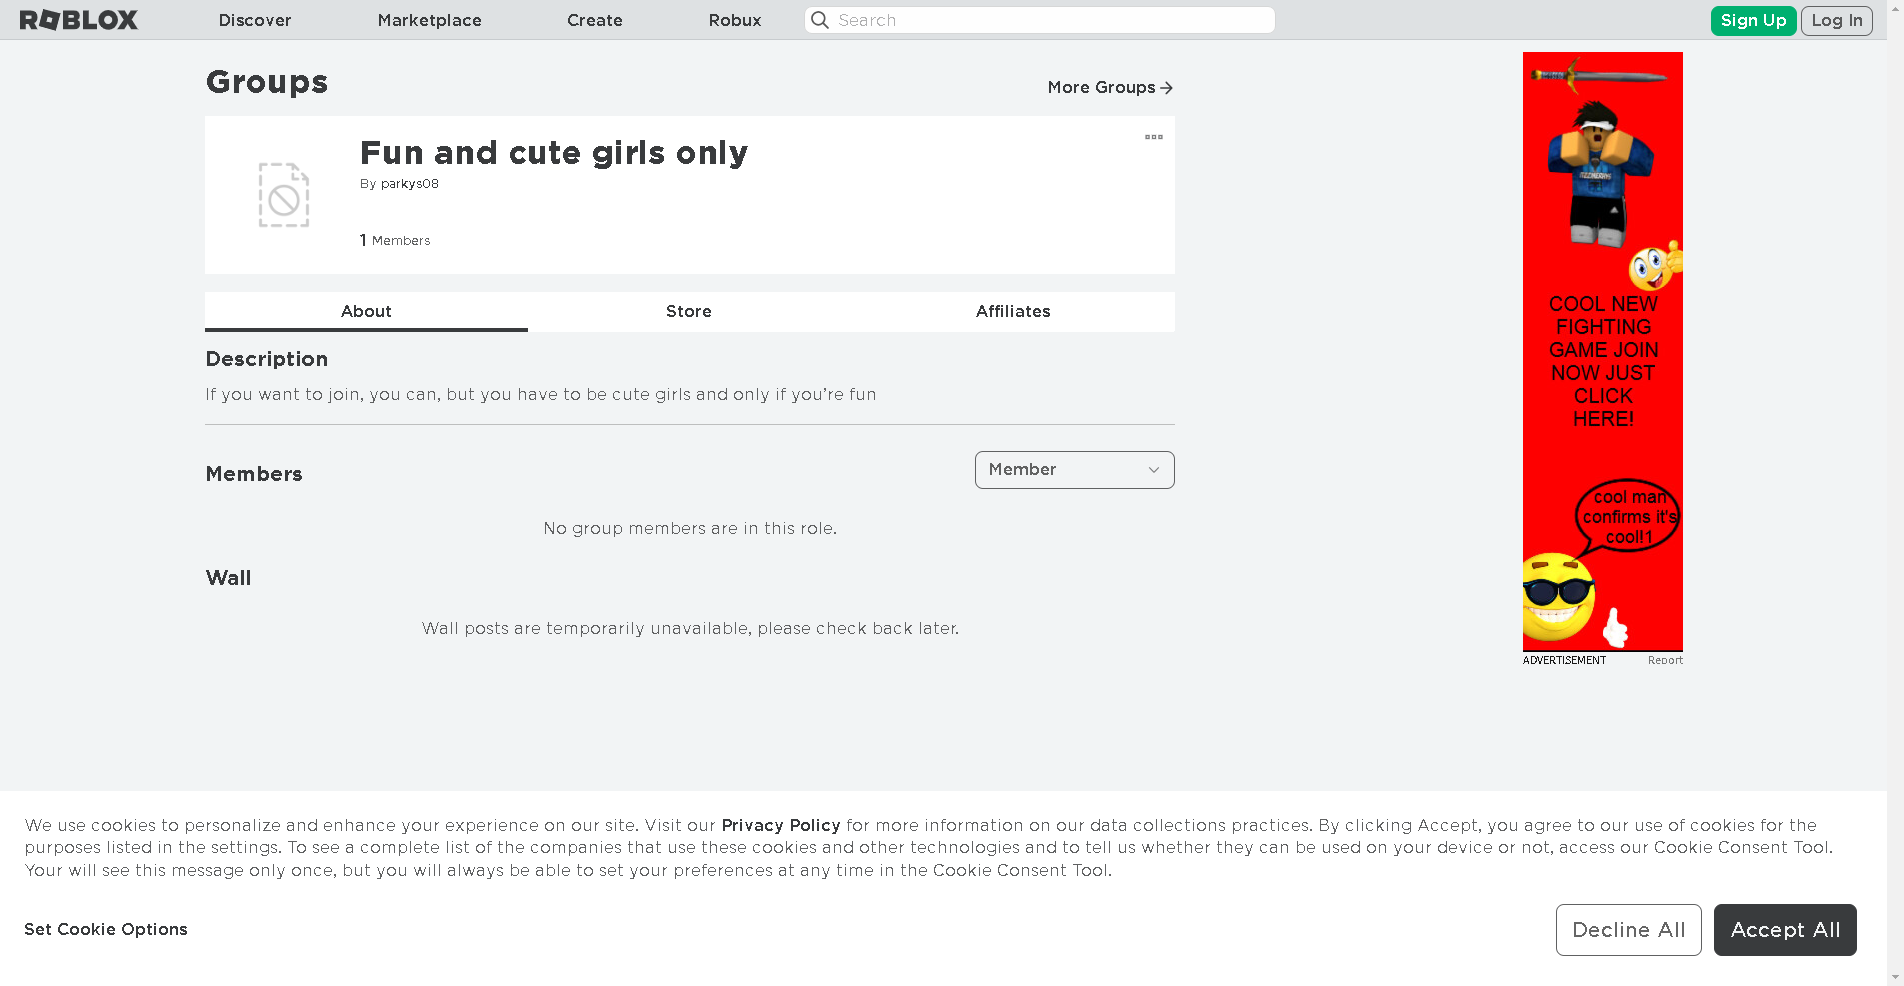 ROBLOX Discover Marketplace Create Robux Search Sign Up Log In
Groups
More Groups
Fun and cute girls only
By parkys08
1 Members
About Store Affiliates
Description
If you want to join, you can, but you have to be cute girls and only if you're fun
Members
Member
No group members are in this role.
Wall
Wall posts are temporarily unavailable, please check back later.
COOL NEW
FIGHTING
GAME JOIN
NOW JUST
CLICK
HERE!
cool man
confirms it's
cool!1
ADVERTISEMENT Report
We use cookies to personalize and enhance your experience on our site. Visit our Privacy Policy for more information on our data collections practices. By clicking Accept, you agree to our use of cookies for the
purposes listed in the settings. To see a complete list of the companies that use these cookies and other technologies and to tell us whether they can be used on your device or not, access our Cookie Consent Tool.
Your will see this message only once, but you will always be able to set your preferences at any time in the Cookie Consent Tool.
Set Cookie Options
Decline All
Accept All